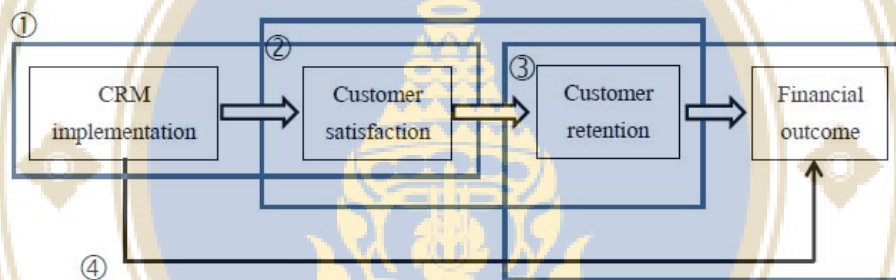 ①
②
③
CRM
implementation
Customer
satisfaction
Customer
retention
Financial
outcome
④